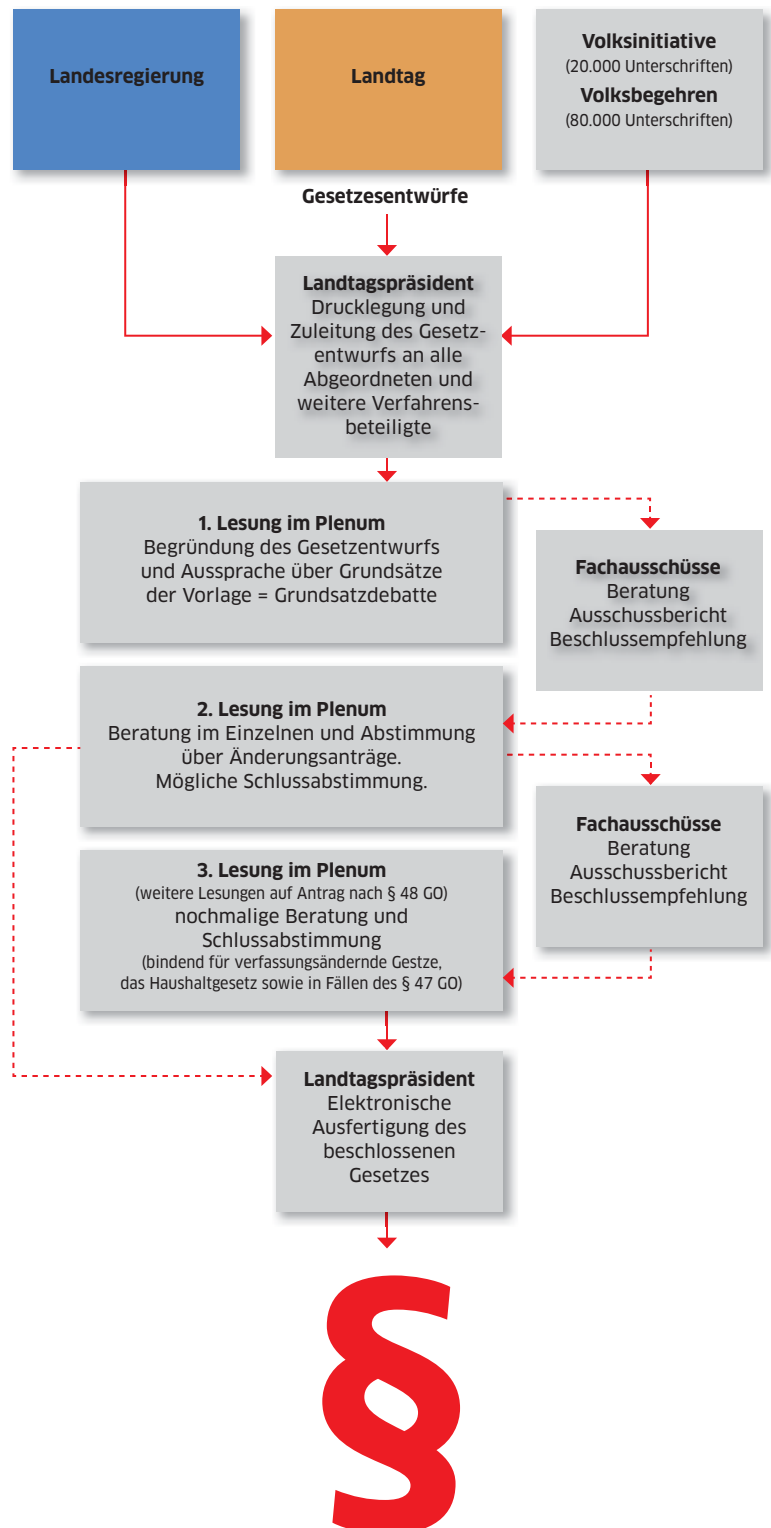 Landesregierung
Landtag
Volksinitiative
(20.000 Unterschriften)
Volksbegehren
(80.000 Unterschriften)
Gesetzesentwürfe
Landtagspräsident
Drucklegung und
Zuleitung des Gesetz-
entwurfs an alle
Abgeordneten und
weitere Verfahrens-
beteiligte
1. Lesung im Plenum
Begründung des Gesetzentwurfs
und Aussprache über Grundsätze
der Vorlage = Grundsatzdebatte
Fachausschüsse
Beratung
Ausschussbericht
Beschlussempfehlung
2. Lesung im Plenum
Beratung im Einzelnen und Abstimmung
über Änderungsanträge.
Mögliche Schlussabstimmung.
Fachausschüsse
Beratung
Ausschussbericht
Beschlussempfehlung
3. Lesung im Plenum
(weitere Lesungen auf Antrag nach § 48 GO)
nochmalige Beratung und
Schlussabstimmung
(bindend für verfassungsändernde Gestze,
das Haushaltgesetz sowie in Fällen des § 47 GO)
Landtagspräsident
Elektronische
Ausfertigung des
beschlossenen
Gesetzes
§